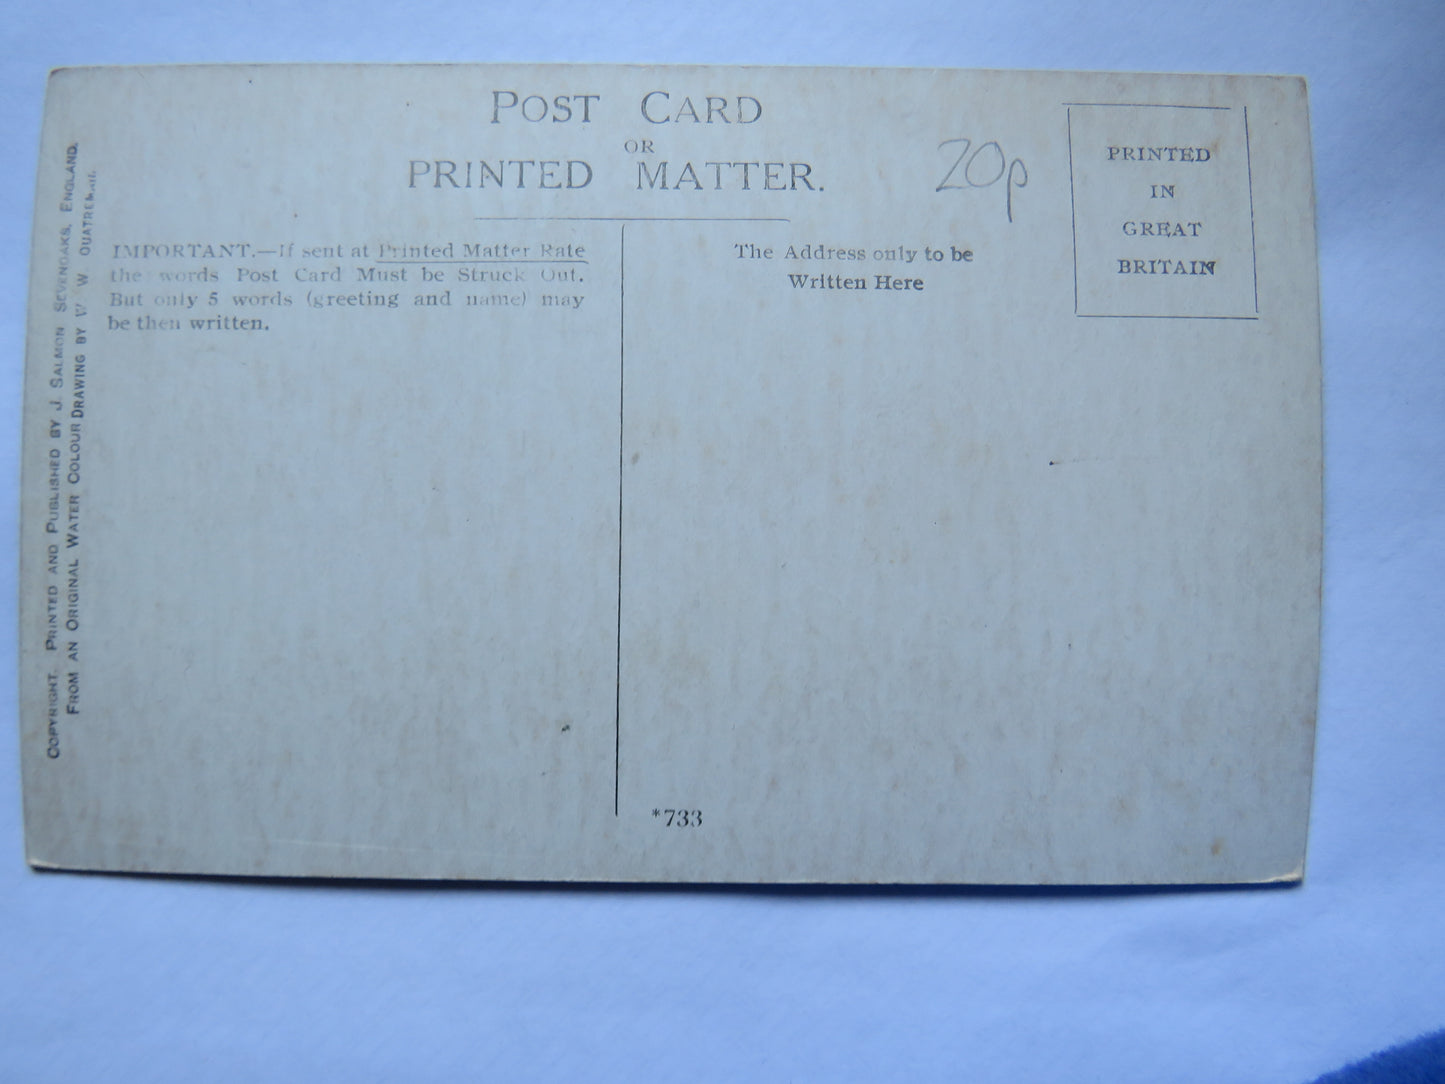 POST CARD
OR
PRINTED MATTER.
20p
PRINTED
IN
GREAT
BRITAIN
IMPORTANT.—If sent at Printed Matter Rate
the words Post Card Must be Struck Out.
But only 5 words (greeting and name) may
be then written.
The Address only to be
Written Here
*733
COPYRIGHT. PRINTED AND PUBLISHED BY J. SALMON SEVENOAKS, ENGLAND.
FROM AN ORIGINAL WATER COLOUR DRAWING BY W W. QUATREMAIN.